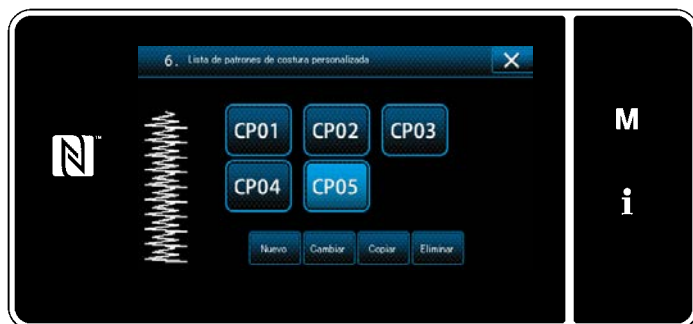 6. Lista de patrones de costura personalizada
CP01 CP02 CP03
CP04 CP05
Nuevo Cambiar Copiar Eliminar
M
i